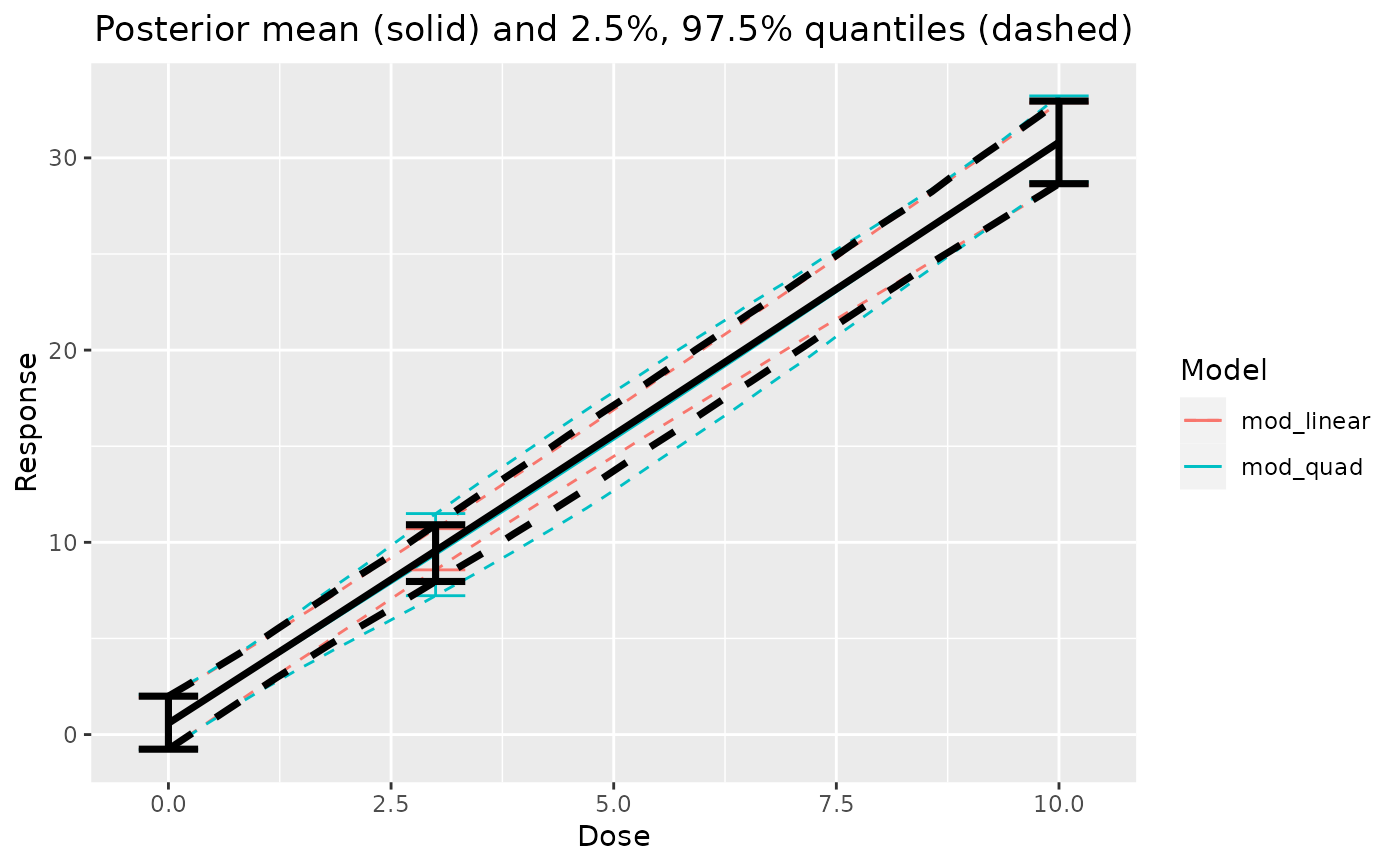 Posterior mean (solid) and 2.5%, 97.5% quantiles (dashed)
30
20
10
0
Response
0.0 2.5 5.0 7.5 10.0
Dose
Model
mod_linear
mod_quad